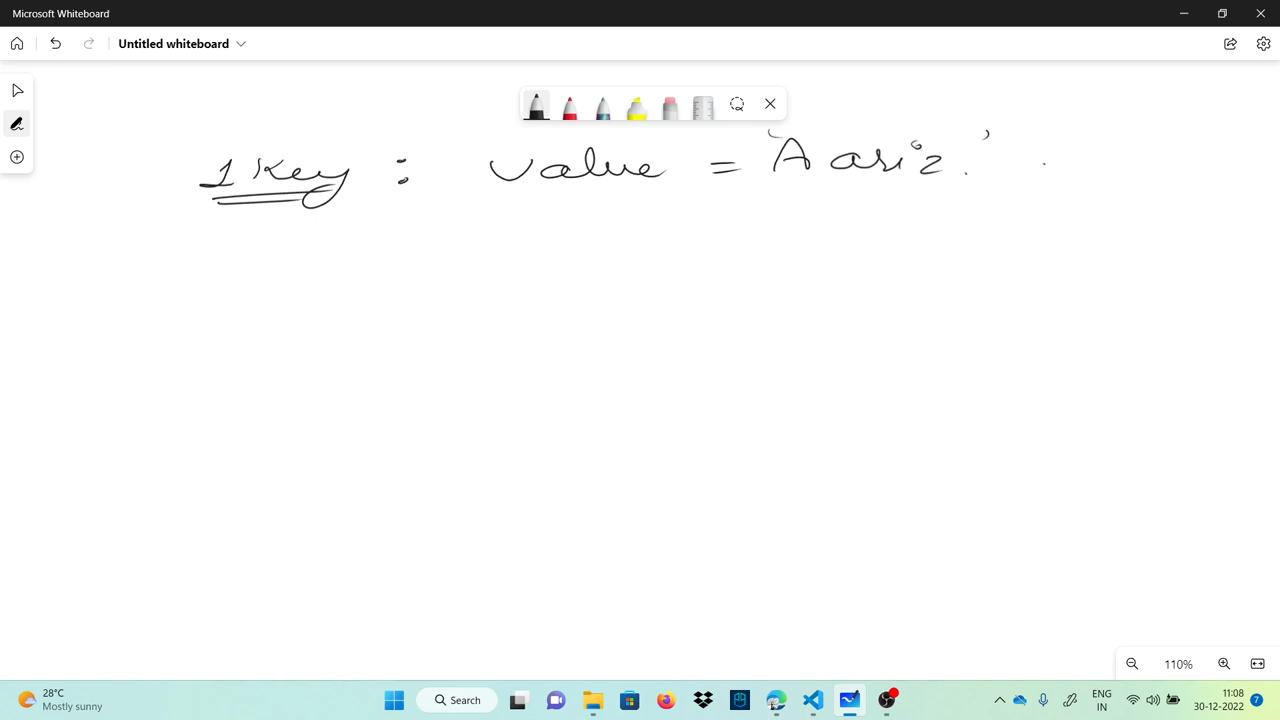 Microsoft Whiteboard
Untitled whiteboard
1 Key : Value = 'Aariz.'
110%
28°C
Mostly sunny
Search
ENG
IN
11:08
30-12-2022
7